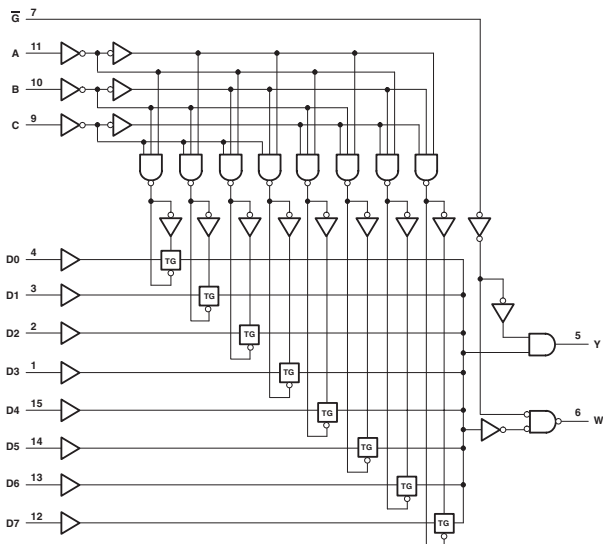 G 7
A 11
B 10
C 9
D0 4
TG
D1 3
TG
D2 2
TG
5 Y
D3 1
TG
D4 15
TG
6 W
D5 14
TG
D6 13
TG
D7 12
TG